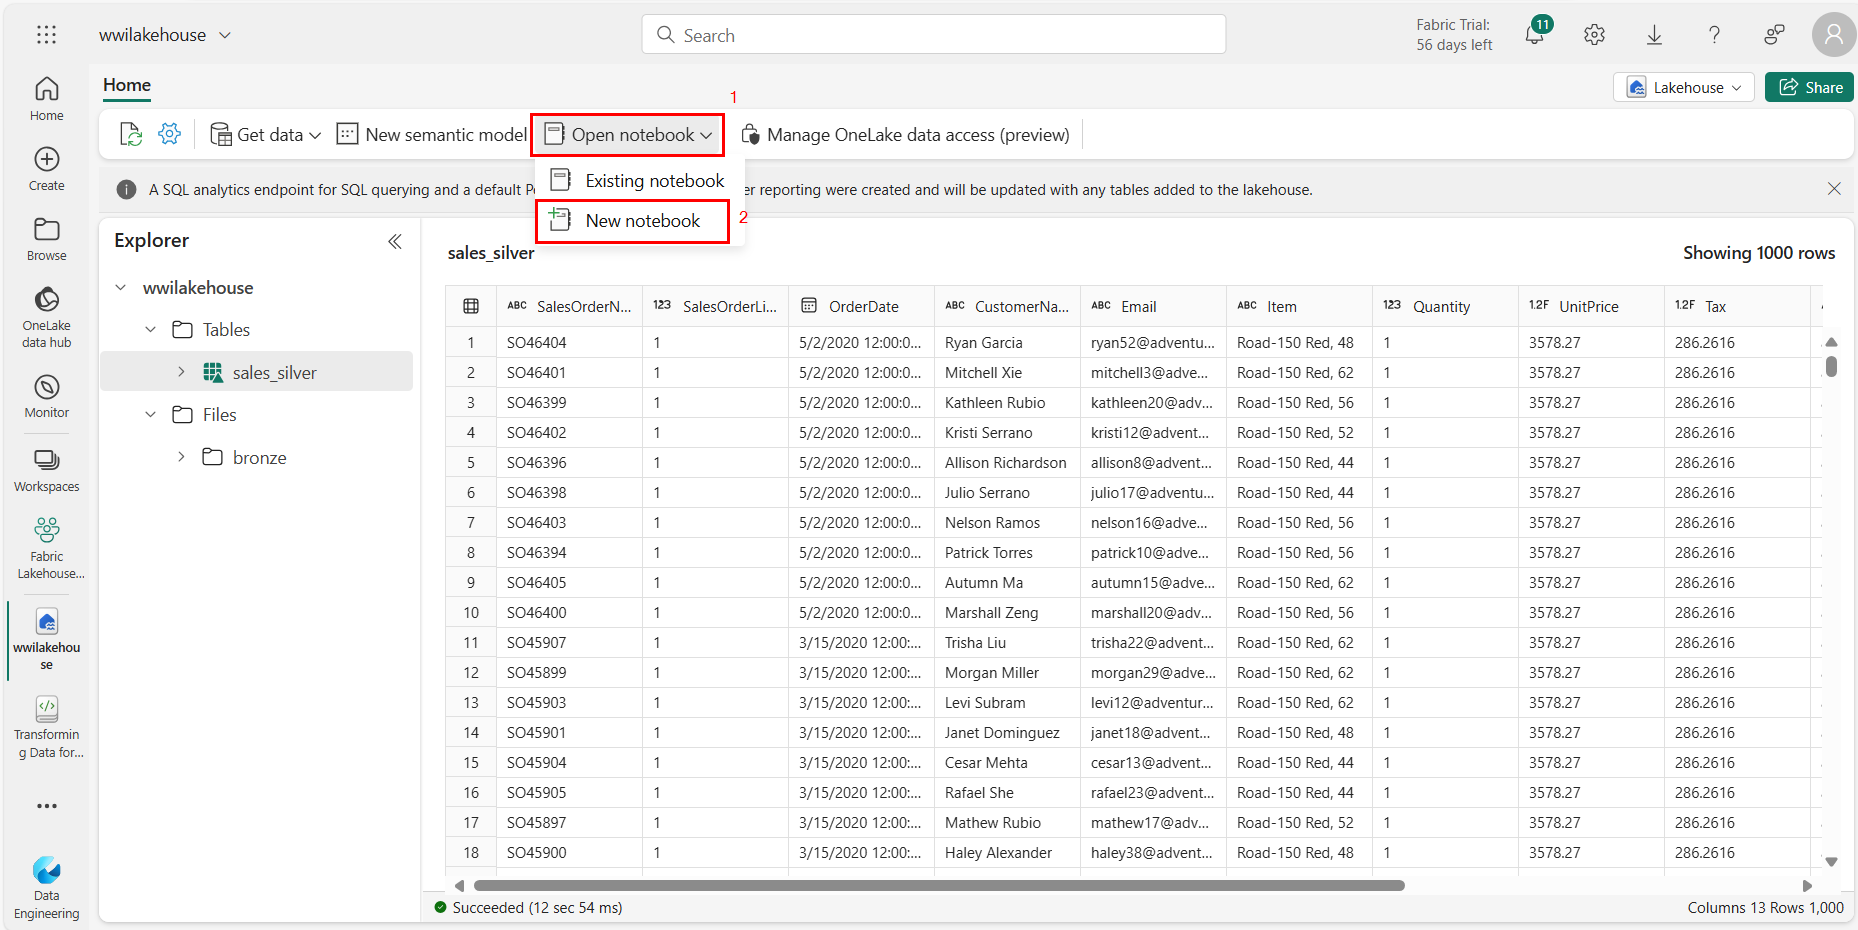 wwilakehouse
Search
Fabric Trial:
56 days left
11
Home
Create
Browse
OneLake
data hub
Monitor
Workspaces
Fabric
Lakehouse...
wwilakehou
se
Transformin
g Data for...
Data
Engineering
Home
Lakehouse
Share
1
Get data
New semantic model
Open notebook
Manage OneLake data access (preview)
Existing notebook
New notebook
2
A SQL analytics endpoint for SQL querying and a default P
er reporting were created and will be updated with any tables added to the lakehouse.
Explorer
wwilakehouse
Tables
sales_silver
Files
bronze
sales_silver
Showing 1000 rows
ABC SalesOrderN... 123 SalesOrderLi... OrderDate ABC CustomerNa... ABC Email ABC Item 123 Quantity 1.2F UnitPrice 1.2F Tax
1 SO46404 1 5/2/2020 12:00:0... Ryan Garcia ryan52@adventu... Road-150 Red, 48 1 3578.27 286.2616
2 SO46401 1 5/2/2020 12:00:0... Mitchell Xie mitchell3@adve... Road-150 Red, 62 1 3578.27 286.2616
3 SO46399 1 5/2/2020 12:00:0... Kathleen Rubio kathleen20@adv... Road-150 Red, 56 1 3578.27 286.2616
4 SO46402 1 5/2/2020 12:00:0... Kristi Serrano kristi12@advent... Road-150 Red, 52 1 3578.27 286.2616
5 SO46396 1 5/2/2020 12:00:0... Allison Richardson allison8@advent... Road-150 Red, 44 1 3578.27 286.2616
6 SO46398 1 5/2/2020 12:00:0... Julio Serrano julio17@adventu... Road-150 Red, 44 1 3578.27 286.2616
7 SO46403 1 5/2/2020 12:00:0... Nelson Ramos nelson16@adve... Road-150 Red, 56 1 3578.27 286.2616
8 SO46394 1 5/2/2020 12:00:0... Patrick Torres patrick10@adve... Road-150 Red, 56 1 3578.27 286.2616
9 SO46405 1 5/2/2020 12:00:0... Autumn Ma autumn15@adve... Road-150 Red, 62 1 3578.27 286.2616
10 SO46400 1 5/2/2020 12:00:0... Marshall Zeng marshall20@adv... Road-150 Red, 56 1 3578.27 286.2616
11 SO45907 1 3/15/2020 12:00:... Trisha Liu trisha22@advent... Road-150 Red, 62 1 3578.27 286.2616
12 SO45899 1 3/15/2020 12:00:... Morgan Miller morgan29@adve... Road-150 Red, 62 1 3578.27 286.2616
13 SO45903 1 3/15/2020 12:00:... Levi Subram levi12@adventur... Road-150 Red, 62 1 3578.27 286.2616
14 SO45901 1 3/15/2020 12:00:... Janet Dominguez janet18@advent... Road-150 Red, 48 1 3578.27 286.2616
15 SO45904 1 3/15/2020 12:00:... Cesar Mehta cesar13@advent... Road-150 Red, 44 1 3578.27 286.2616
16 SO45905 1 3/15/2020 12:00:... Rafael She rafael23@advent... Road-150 Red, 44 1 3578.27 286.2616
17 SO45897 1 3/15/2020 12:00:... Mathew Rubio mathew17@adv... Road-150 Red, 52 1 3578.27 286.2616
18 SO45900 1 3/15/2020 12:00:... Haley Alexander haley38@advent... Road-150 Red, 48 1 3578.27 286.2616
Succeeded (12 sec 54 ms)
Columns 13 Rows 1,000